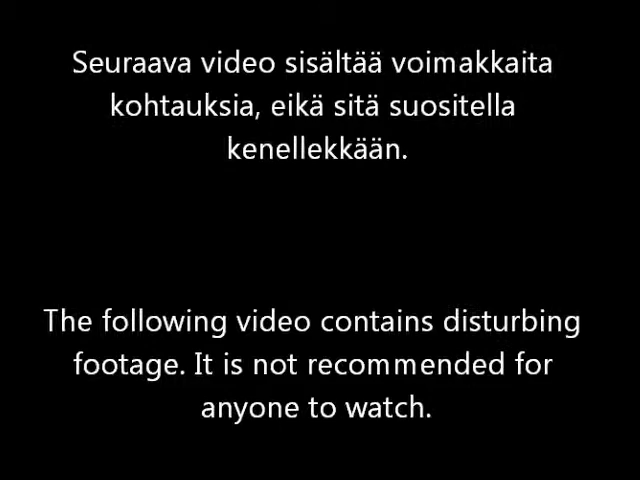 Seuraava video sisältää voimakkaita
kohtauksia, eikä sitä suositella
kenellekkään.
The following video contains disturbing
footage. It is not recommended for
anyone to watch.